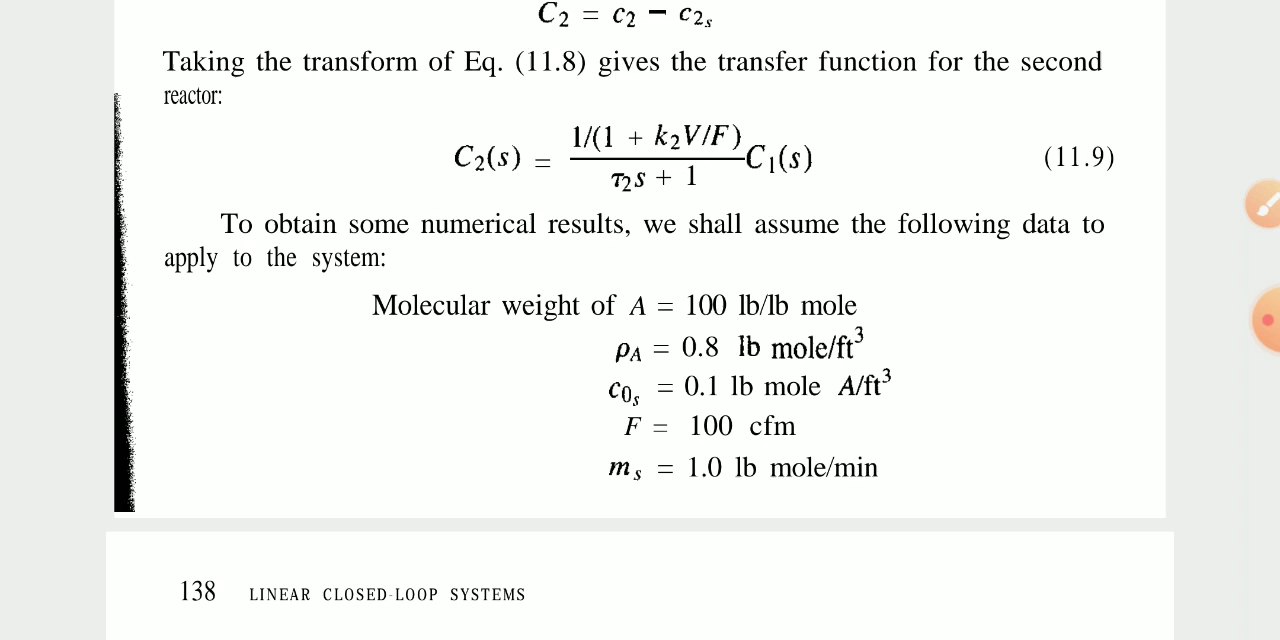 C₂ = c₂ − c₂ₛ
Taking the transform of Eq. (11.8) gives the transfer function for the second
reactor:
C₂(s) = 1/(1 + k₂V/F) / τ₂s + 1 C₁(s) (11.9)
To obtain some numerical results, we shall assume the following data to
apply to the system:
Molecular weight of A = 100 lb/lb mole
ρA = 0.8 lb mole/ft³
c₀ₛ = 0.1 lb mole A/ft³
F = 100 cfm
mₛ = 1.0 lb mole/min
138 LINEAR CLOSED-LOOP SYSTEMS